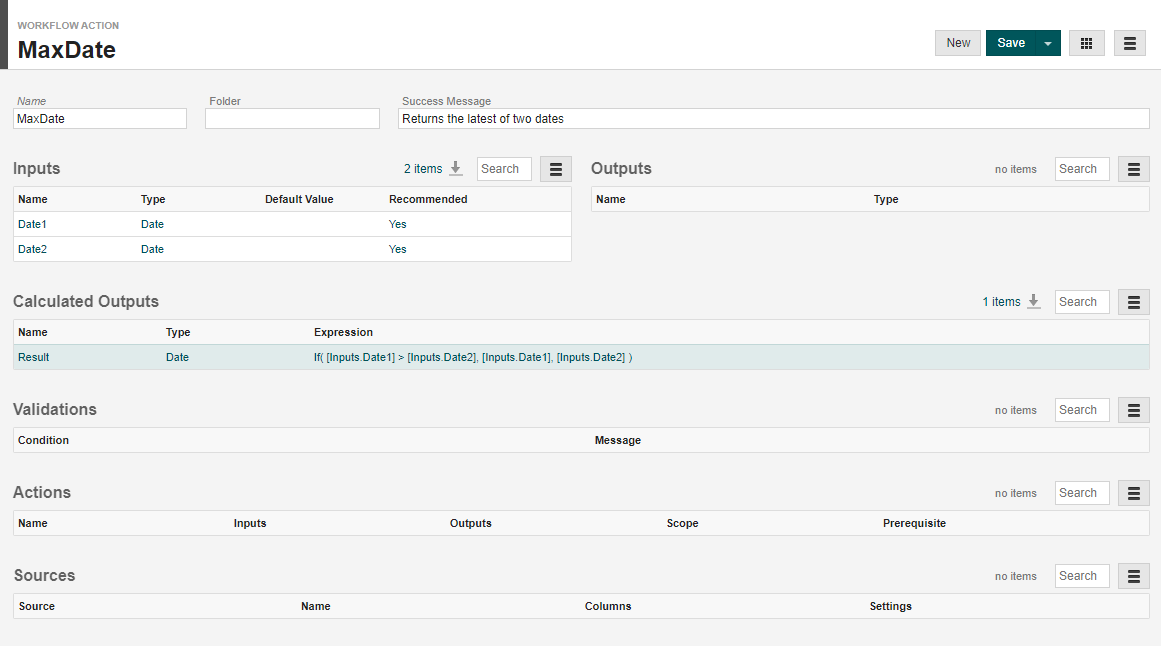 WORKFLOW ACTION
MaxDate
New
Save
Name
Folder
Success Message
MaxDate
Returns the latest of two dates
Inputs
2 items
Search
Outputs
no items
Search
Name Type Default Value Recommended
Date1 Date Yes
Date2 Date Yes
Name Type
Calculated Outputs
1 items
Search
Name Type Expression
Result Date If( [Inputs.Date1] > [Inputs.Date2], [Inputs.Date1], [Inputs.Date2] )
Validations
no items
Search
Condition Message
Actions
no items
Search
Name Inputs Outputs Scope Prerequisite
Sources
no items
Search
Source Name Columns Settings